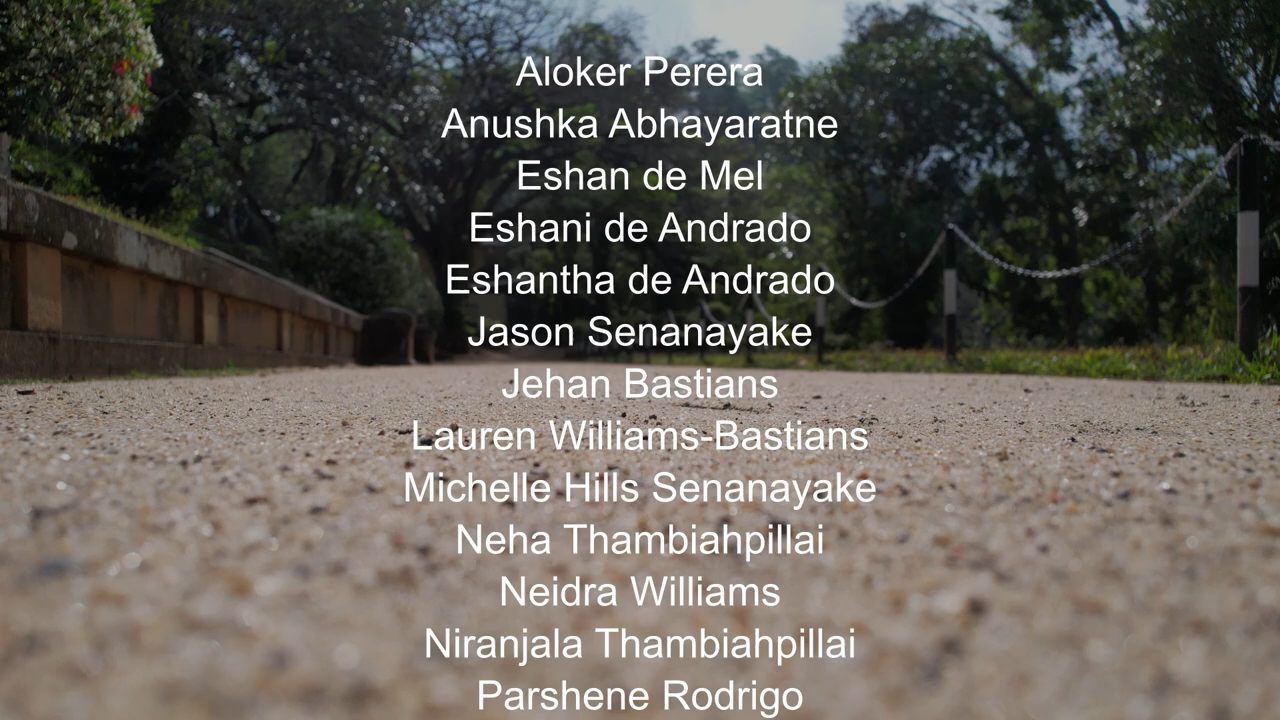 Aloker Perera
Anushka Abhayaratne
Eshan de Mel
Eshani de Andrado
Eshantha de Andrado
Jason Senanayake
Jehan Bastians
Lauren Williams-Bastians
Michelle Hills Senanayake
Neha Thambiahpillai
Neidra Williams
Niranjala Thambiahpillai
Parshene Rodrigo